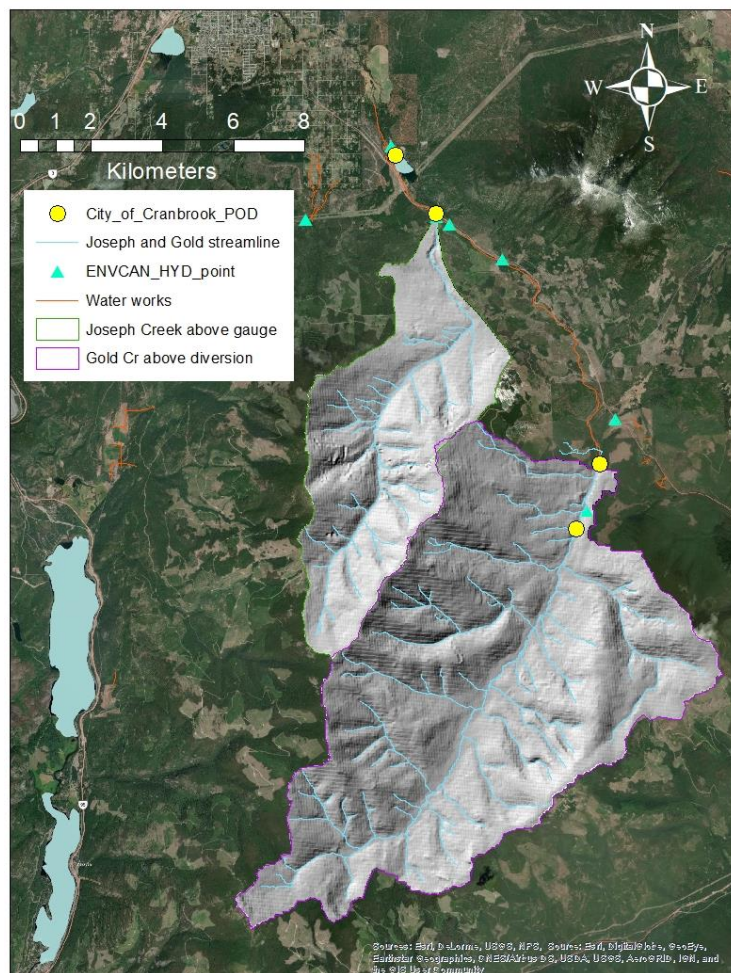 N
W E
S
0 1 2 4 6 8
Kilometers
City_of_Cranbrook_POD
Joseph and Gold streamline
ENVCAN_HYD_point
Water works
Joseph Creek above gauge
Gold Cr above diversion
Sources: Esri, DeLorme, USGS, NPS, Source: Esri, DigitalGlobe, GeoEye,
Earthstar Geographics, CNES/Airbus DS, USDA, USGS, AeroGRID, IGN, and
the GIS User Community